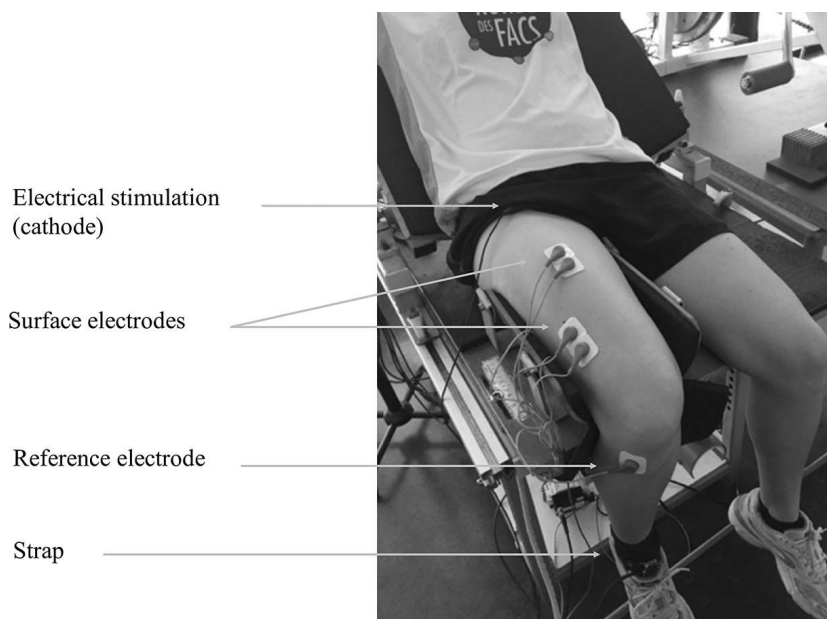 DES FACS
Electrical stimulation
(cathode)
Surface electrodes
Reference electrode
Strap